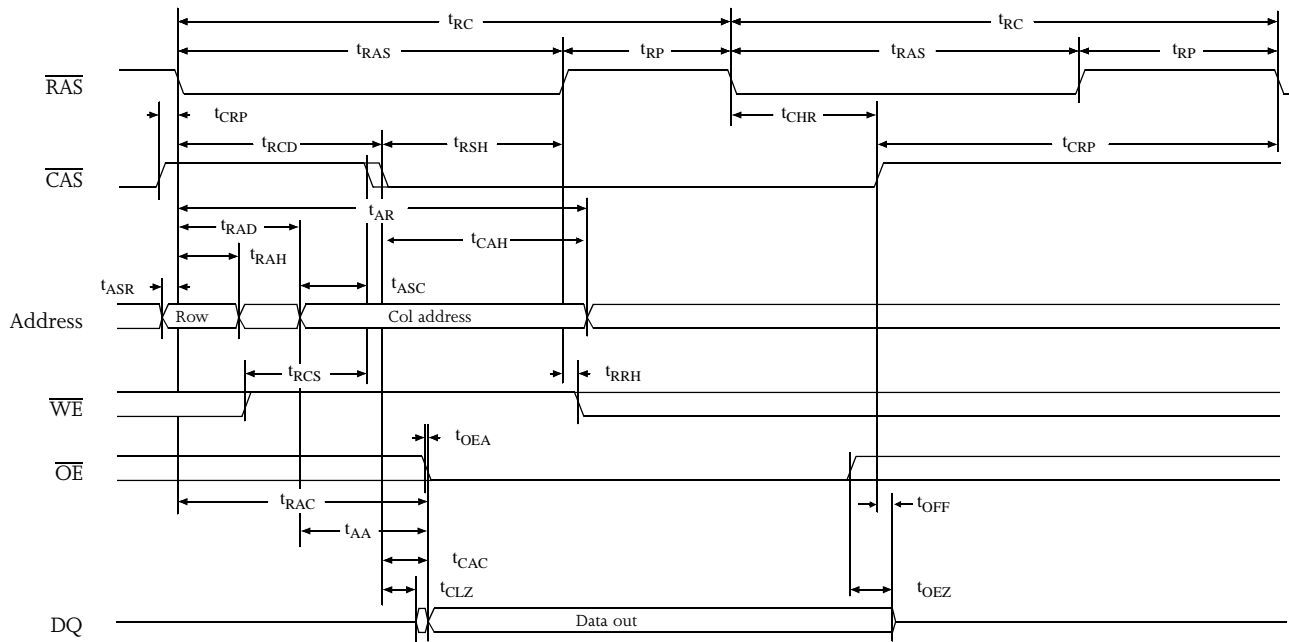 tRC tRC
tRAS tRP tRAS tRP
RAS
tCRP tCHR
tRCD tRSH tCRP
CAS
tAR
tRAD
tCAH
tRAH
tASR tASC
Address Row Col address
tRCS tRRH
WE
tOEA
OE
tRAC tOFF
tAA
tCAC
tCLZ tOEZ
DQ Data out